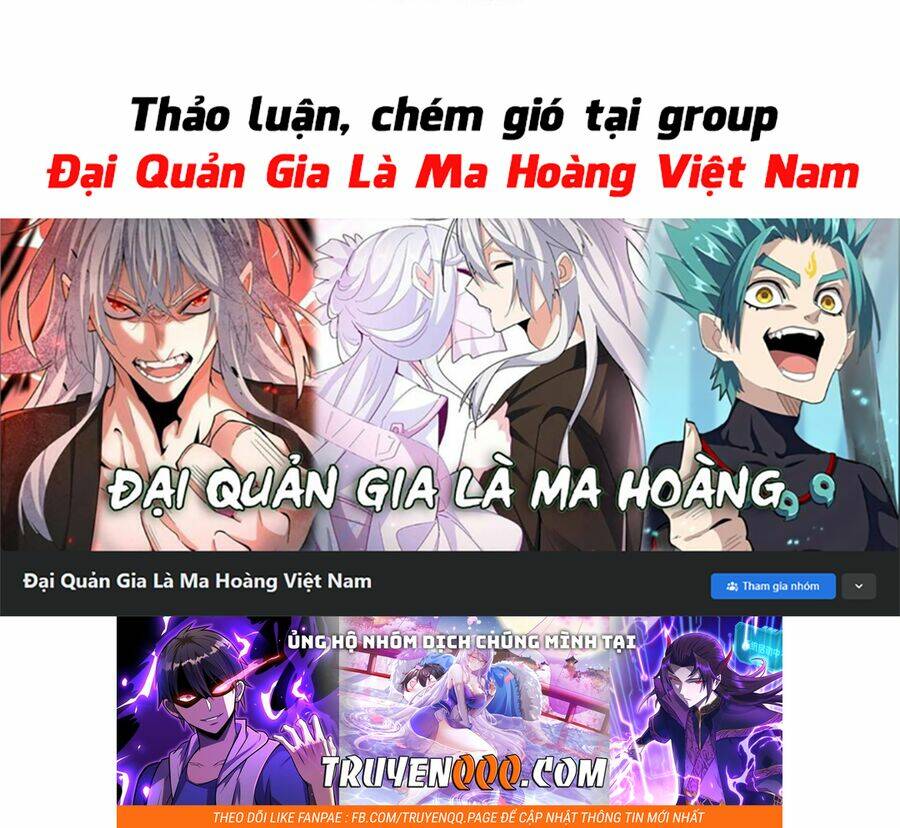 Thảo luận, chém gió tại group
Đại Quản Gia Là Ma Hoàng Việt Nam
ĐẠI QUẢN GIA LÀ MA HOÀNG
Đại Quản Gia Là Ma Hoàng Việt Nam
Tham gia nhóm
ỦNG HỘ NHÓM DỊCH CHÚNG MÌNH TẠI
TRUYENQQQ.COM
THEO DÕI LIKE FANPAE : FB.COM/TRUYENQQ.PAGE ĐỂ CẬP NHẬT THÔNG TIN MỚI NHẤT